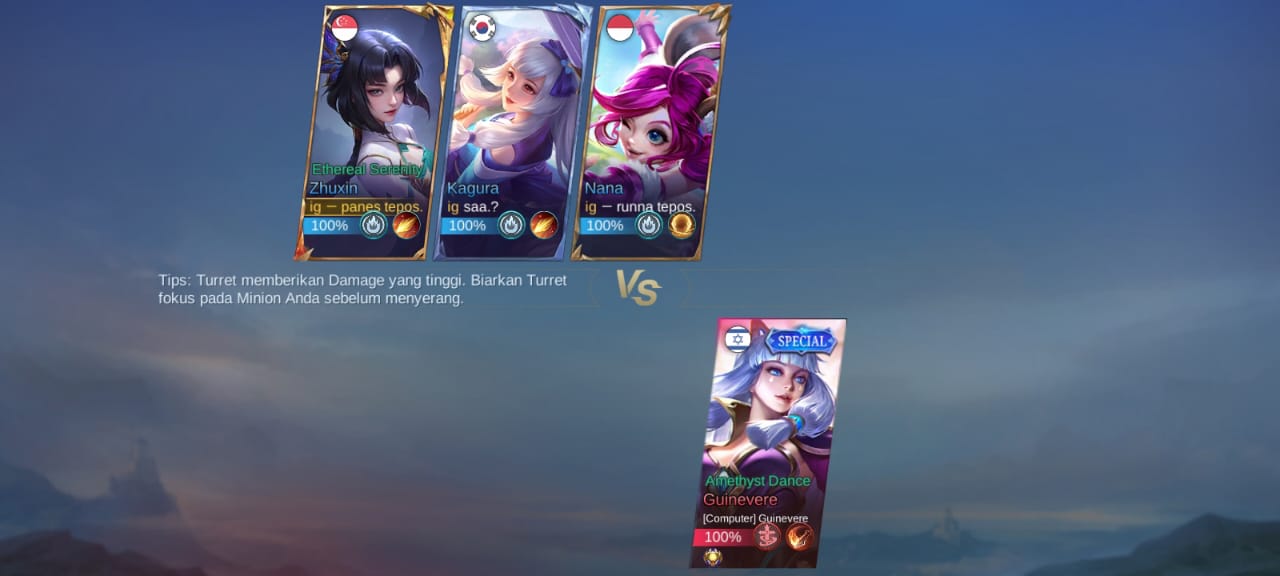 Ethereal Serenity
Zhuxin
ig － panes tepos.
100%
Kagura
ig saa.?
100%
Nana
ig － runna tepos.
100%
Tips: Turret memberikan Damage yang tinggi. Biarkan Turret
fokus pada Minion Anda sebelum menyerang.
VS
SPECIAL
Amethyst Dance
Guinevere
[Computer] Guinevere
100%